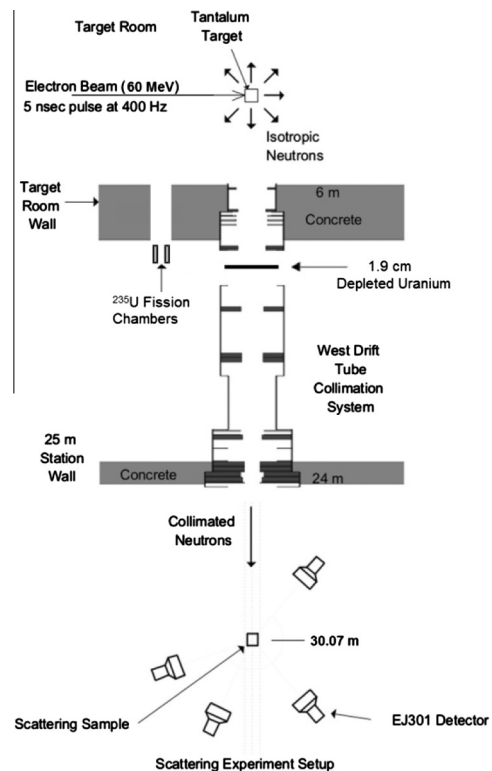 Target Room
Tantalum
Target
Electron Beam (60 MeV)
5 nsec pulse at 400 Hz
Isotropic
Neutrons
Target
Room
Wall
6 m
Concrete
²³⁵U Fission
Chambers
1.9 cm
Depleted Uranium
West Drift
Tube
Collimation
System
25 m
Station
Wall
Concrete
24 m
Collimated
Neutrons
30.07 m
Scattering Sample
EJ301 Detector
Scattering Experiment Setup